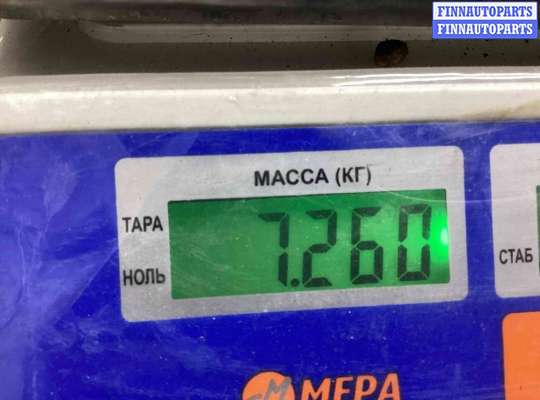 FINNAUTOPARTS
FINNAUTOPARTS
МАССА (КГ)
ТАРА
7.260
НОЛЬ
СТАБ
МЕРА